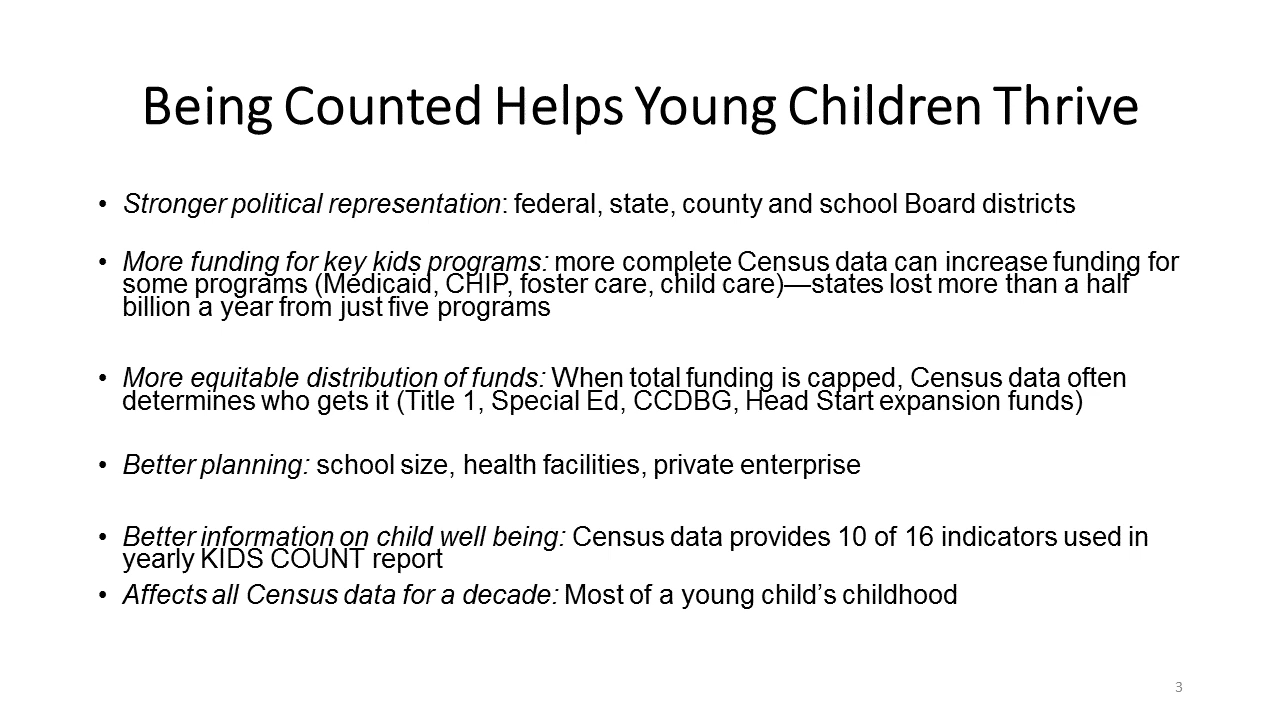 Being Counted Helps Young Children Thrive
• Stronger political representation: federal, state, county and school Board districts
• More funding for key kids programs: more complete Census data can increase funding for
some programs (Medicaid, CHIP, foster care, child care)—states lost more than a half
billion a year from just five programs
• More equitable distribution of funds: When total funding is capped, Census data often
determines who gets it (Title 1, Special Ed, CCDBG, Head Start expansion funds)
• Better planning: school size, health facilities, private enterprise
• Better information on child well being: Census data provides 10 of 16 indicators used in
yearly KIDS COUNT report
• Affects all Census data for a decade: Most of a young child’s childhood
3